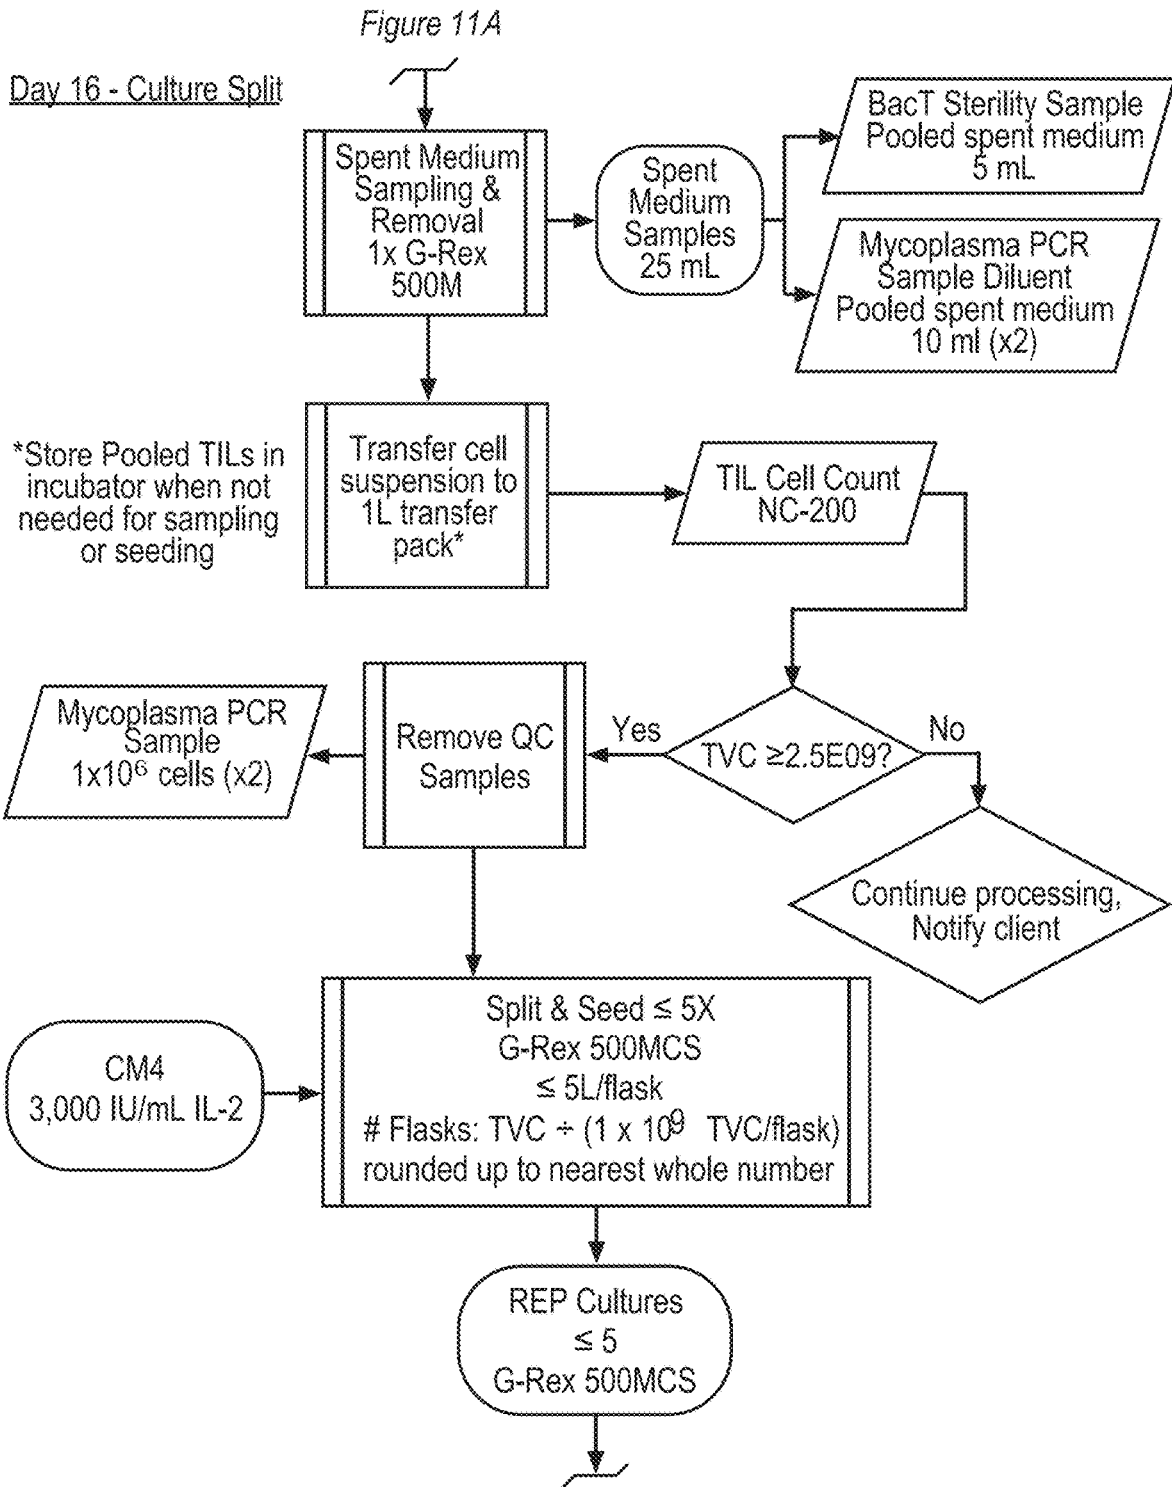 Figure 11A
Day 16 - Culture Split
Spent Medium
Sampling &
Removal
1x G-Rex
500M
Spent
Medium
Samples
25 mL
BacT Sterility Sample
Pooled spent medium
5 mL
Mycoplasma PCR
Sample Diluent
Pooled spent medium
10 ml (x2)
*Store Pooled TILs in
incubator when not
needed for sampling
or seeding
Transfer cell
suspension to
1L transfer
pack*
TIL Cell Count
NC-200
Mycoplasma PCR
Sample
1x10⁶ cells (x2)
Remove QC
Samples
Yes
TVC ≥2.5E09?
No
Continue processing,
Notify client
CM4
3,000 IU/mL IL-2
Split & Seed ≤ 5X
G-Rex 500MCS
≤ 5L/flask
# Flasks: TVC ÷ (1 x 10⁹ TVC/flask)
rounded up to nearest whole number
REP Cultures
≤ 5
G-Rex 500MCS